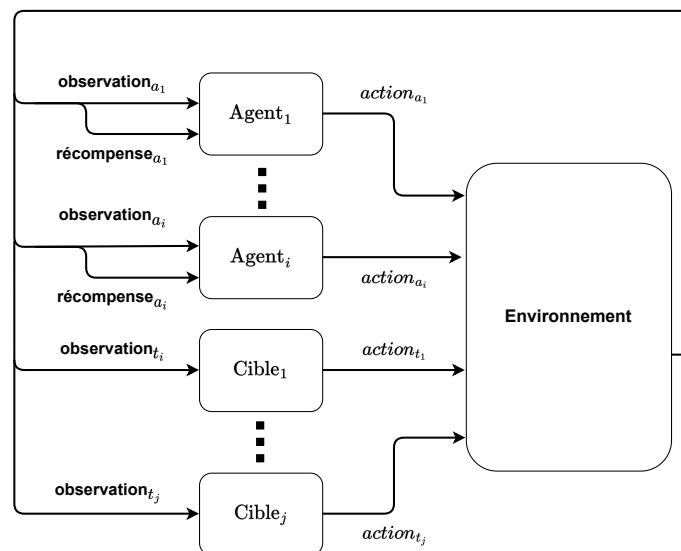 observation_{a_1}
Agent_1
action_{a_1}
récompense_{a_1}
observation_{a_i}
Agent_i
action_{a_i}
récompense_{a_i}
Environnement
observation_{t_i}
Cible_1
action_{t_1}
observation_{t_j}
Cible_j
action_{t_j}